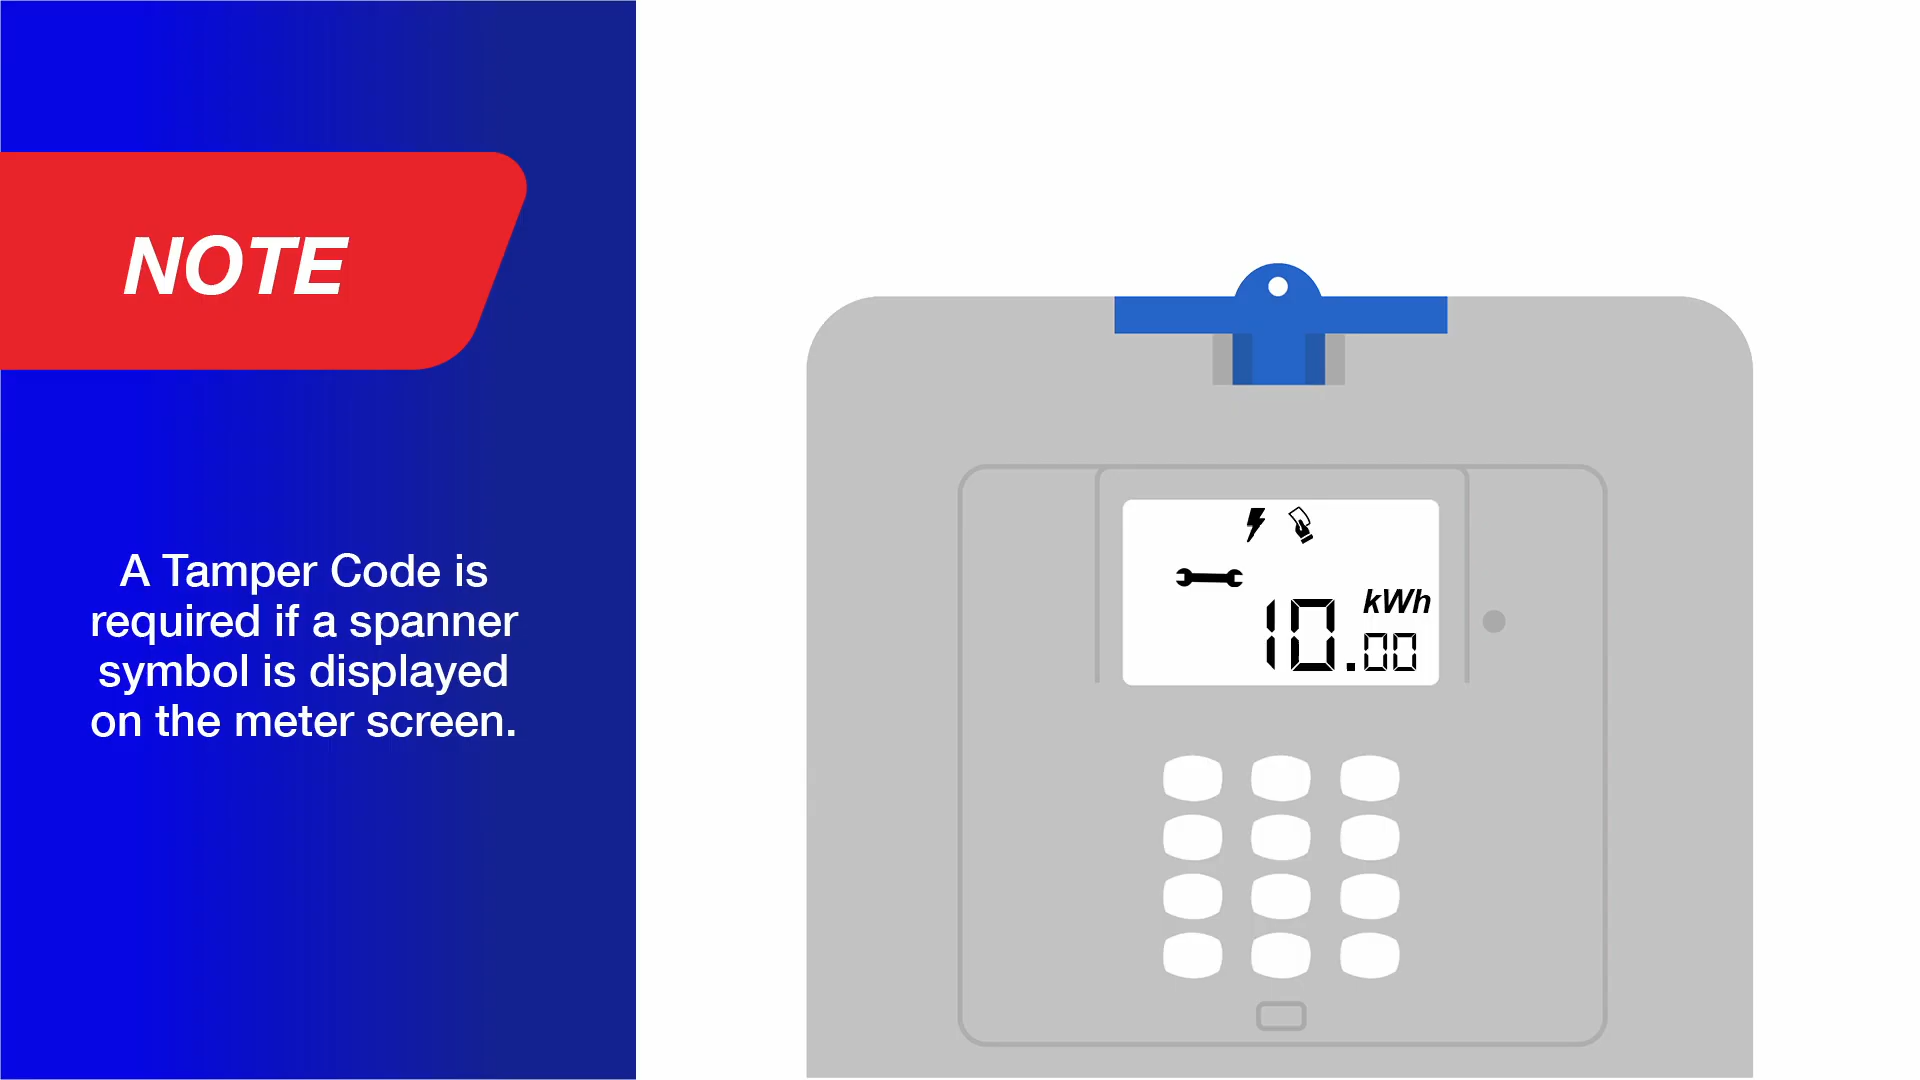 NOTE
A Tamper Code is
required if a spanner
symbol is displayed
on the meter screen.
kWh
10.00